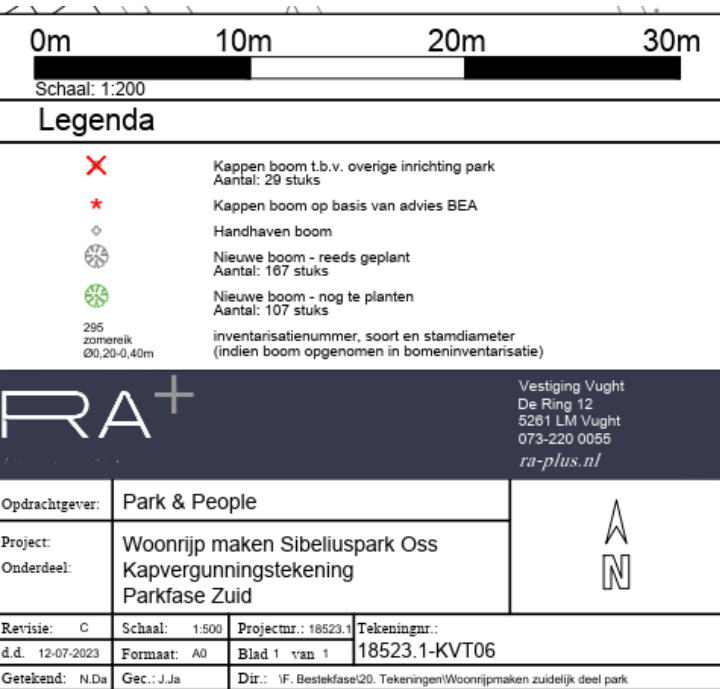 0m 10m 20m 30m
Schaal: 1:200
Legenda
Kappen boom t.b.v. overige inrichting park
Aantal: 29 stuks
Kappen boom op basis van advies BEA
Handhaven boom
Nieuwe boom - reeds geplant
Aantal: 167 stuks
Nieuwe boom - nog te planten
Aantal: 107 stuks
295
zomereik
Ø0,20-0,40m
inventarisatienummer, soort en stamdiameter
(indien boom opgenomen in bomeninventarisatie)
RA+
Vestiging Vught
De Ring 12
5261 LM Vught
073-220 0055
ra-plus.nl
Opdrachtgever: Park & People
Project: Woonrijp maken Sibeliuspark Oss
Onderdeel: Kapvergunningstekening
Parkfase Zuid
N
Revisie: C Schaal: 1:500 Projectnr.: 18523.1 Tekeningnr.:
d.d. 12-07-2023 Formaat: A0 Blad 1 van 1 18523.1-KVT06
Getekend: N.Da Gec.: J.Ja Dir.: \F. Bestekfase\20. Tekeningen\Woonrijpmaken zuidelijk deel park